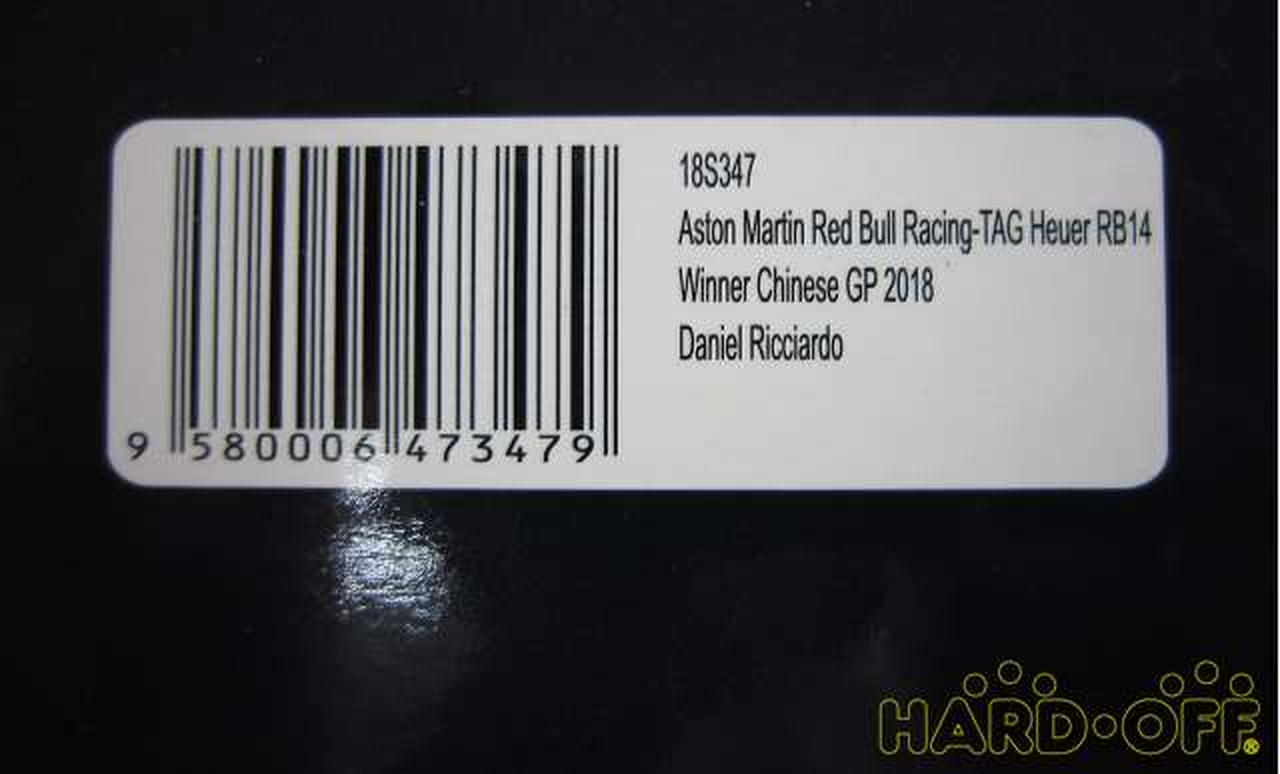 18S347
Aston Martin Red Bull Racing-TAG Heuer RB14
Winner Chinese GP 2018
Daniel Ricciardo
9 580006 473479
HARD•OFF®